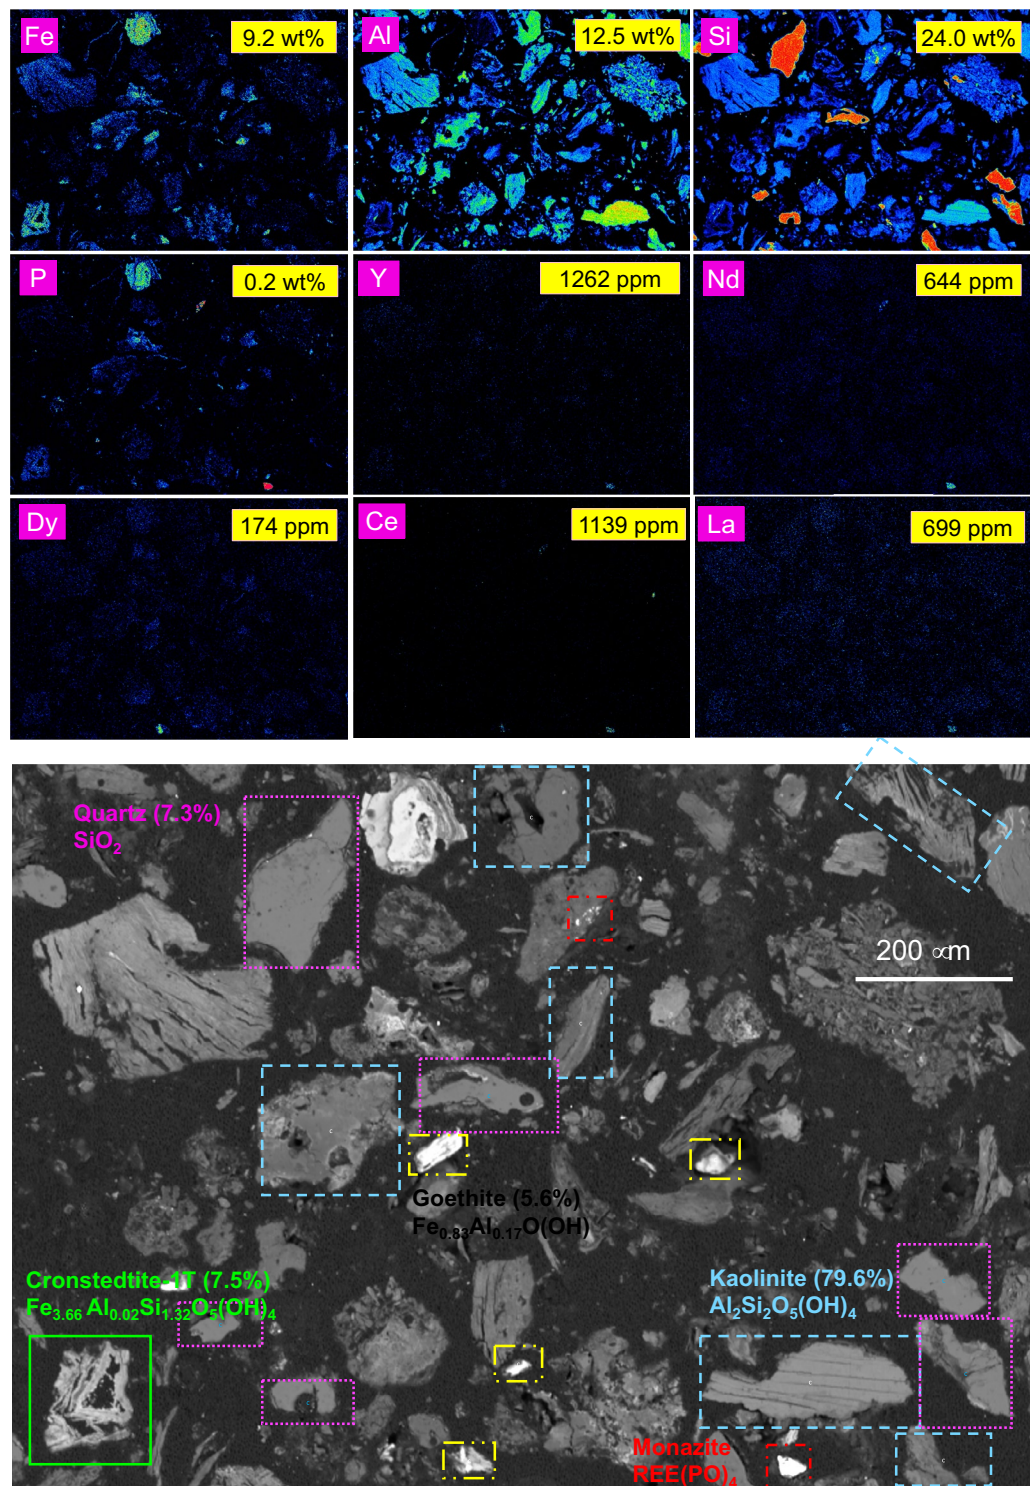 Fe
9.2 wt%
Al
12.5 wt%
Si
24.0 wt%
P
0.2 wt%
Y
1262 ppm
Nd
644 ppm
Dy
174 ppm
Ce
1139 ppm
La
699 ppm
Quartz (7.3%)
SiO₂
200 ∝m
Goethite (5.6%)
Fe₀.₈₃Al₀.₁₇O(OH)
Cronstedtite-1T (7.5%)
Fe₃.₆₆ Al₀.₀₂Si₁.₃₂O₅(OH)₄
Kaolinite (79.6%)
Al₂Si₂O₅(OH)₄
Monazite
REE(PO)₄